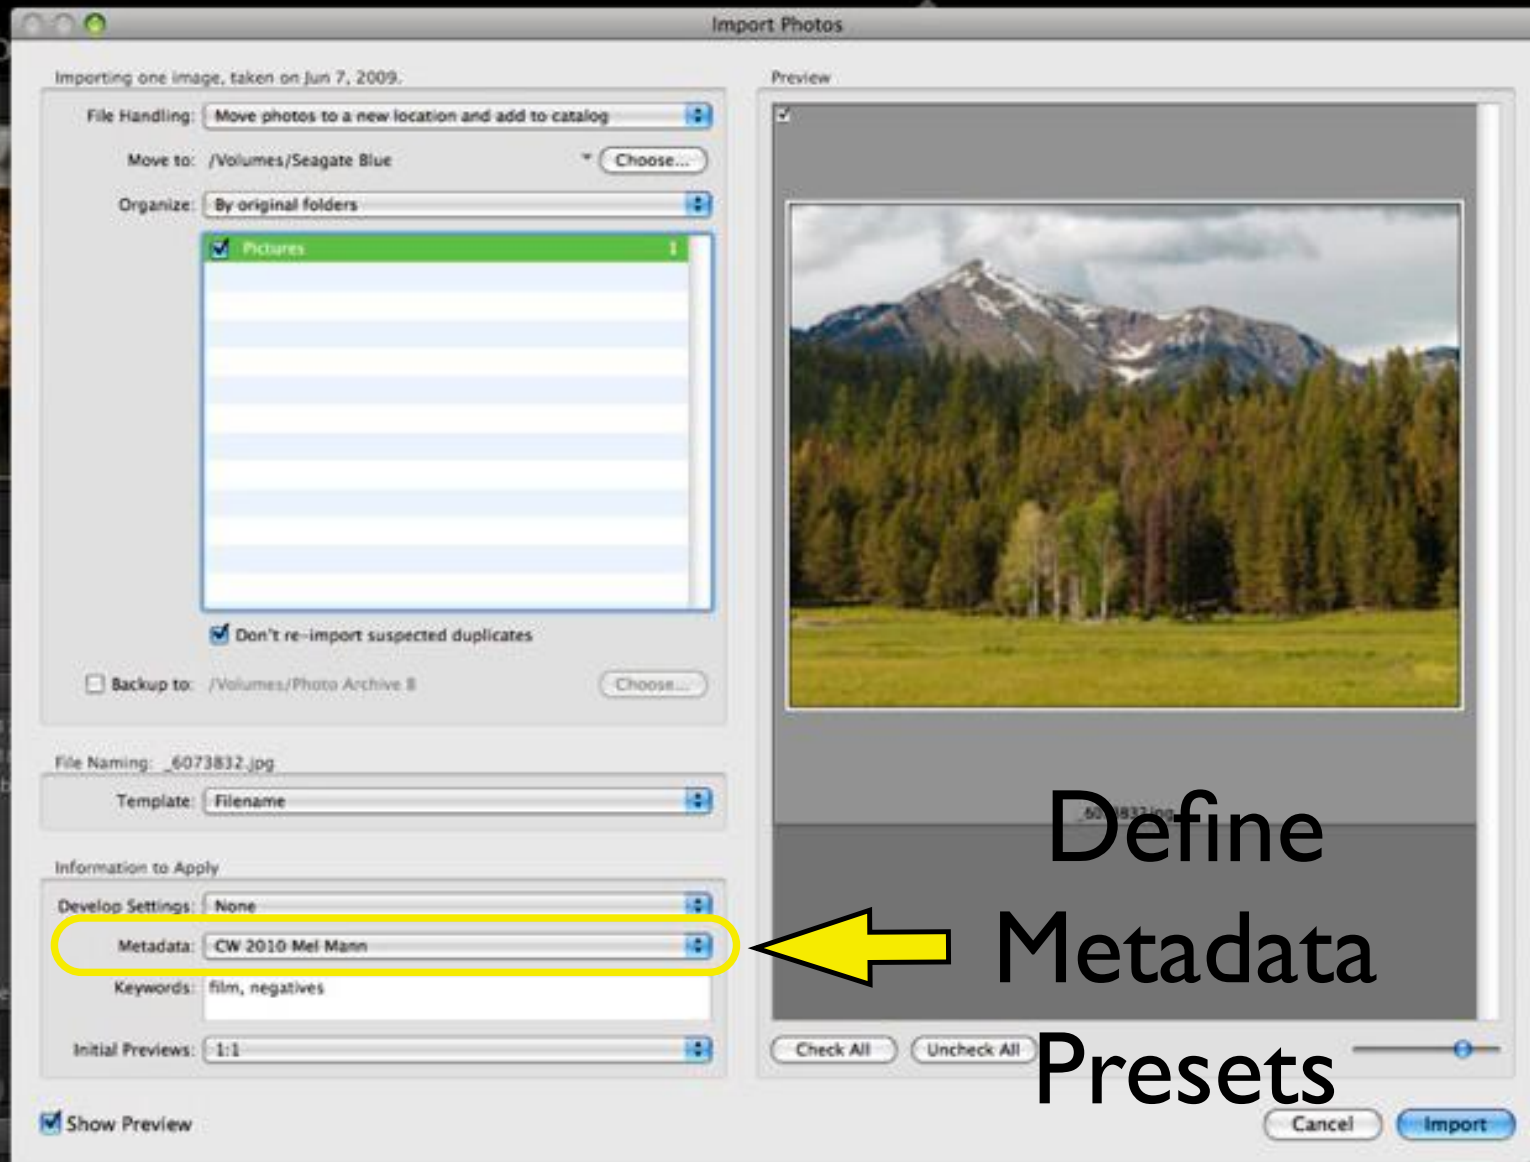 Import Photos
Importing one image, taken on Jun 7, 2009.
File Handling: Move photos to a new location and add to catalog
Move to: /Volumes/Seagate Blue Choose...
Organize: By original folders
Pictures 1
Don't re-import suspected duplicates
Backup to: /Volumes/Photo Archive 8 Choose...
File Naming: _6073832.jpg
Template: Filename
Information to Apply
Develop Settings: None
Metadata: CW 2010 Mel Mann
Keywords: film, negatives
Initial Previews: 1:1
Show Preview
Preview
_6073832.jpg
Define
Metadata
Presets
Check All Uncheck All
Cancel Import